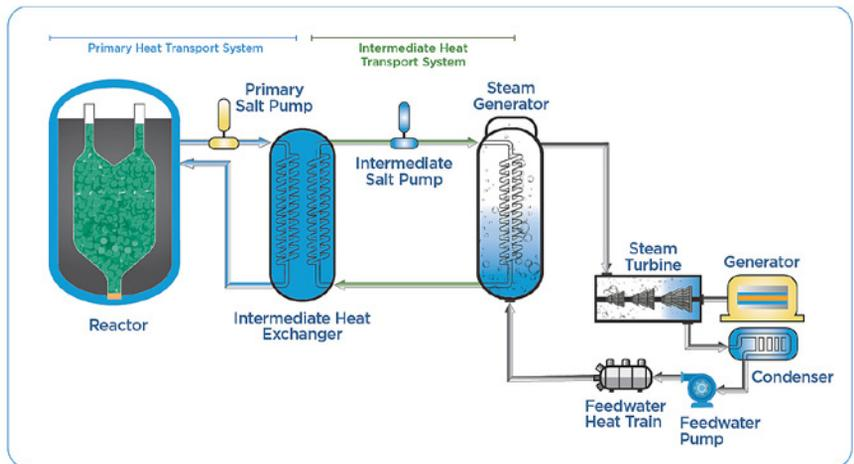 Primary Heat Transport System
Intermediate Heat
Transport System
Primary
Salt Pump
Steam
Generator
Intermediate
Salt Pump
Reactor
Intermediate Heat
Exchanger
Steam
Turbine
Generator
Condenser
Feedwater
Heat Train
Feedwater
Pump